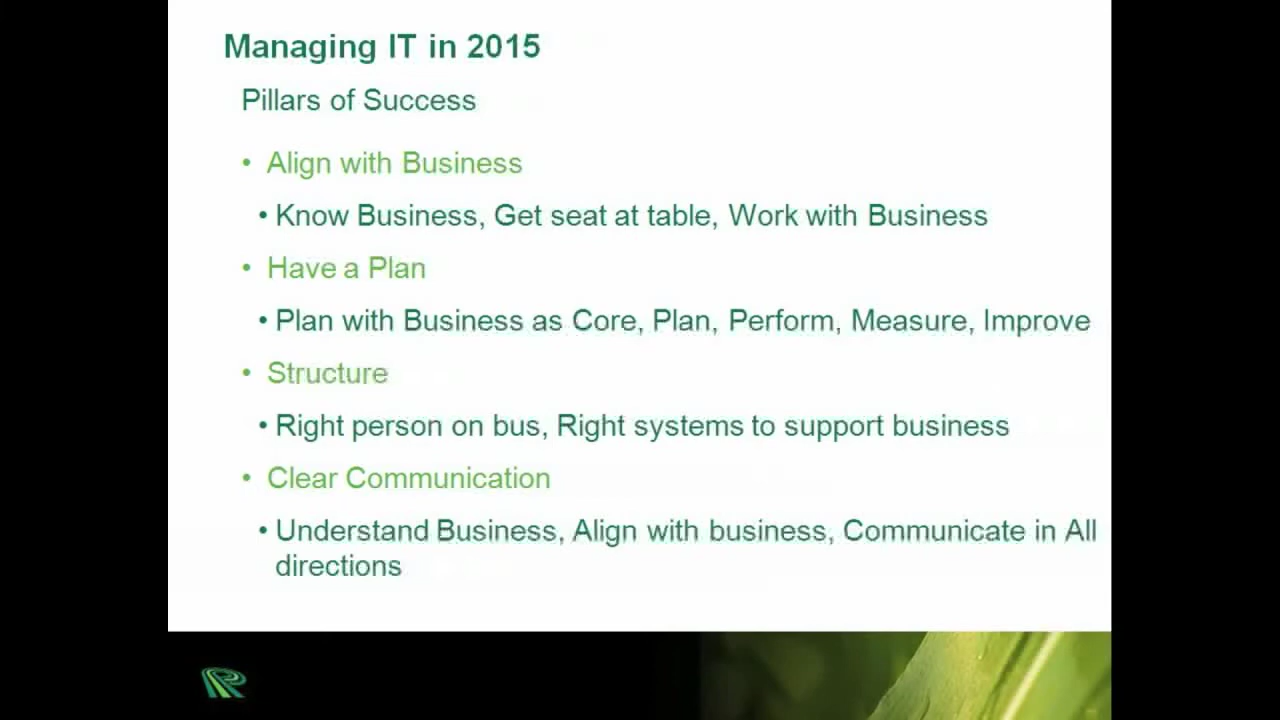 Managing IT in 2015
Pillars of Success
• Align with Business
• Know Business, Get seat at table, Work with Business
• Have a Plan
• Plan with Business as Core, Plan, Perform, Measure, Improve
• Structure
• Right person on bus, Right systems to support business
• Clear Communication
• Understand Business, Align with business, Communicate in All
directions